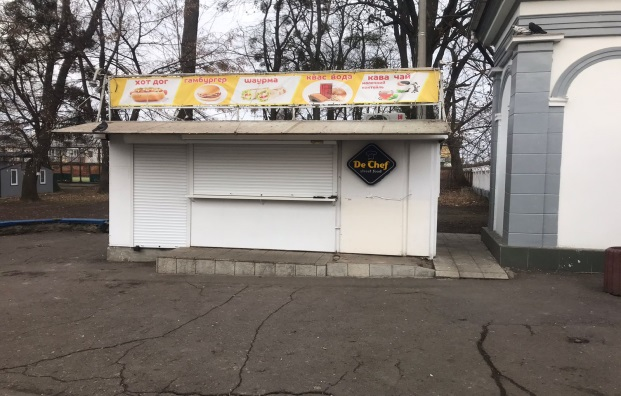 хот дог
гамбургер
шаурма
квас вода
кава чай
De Chef